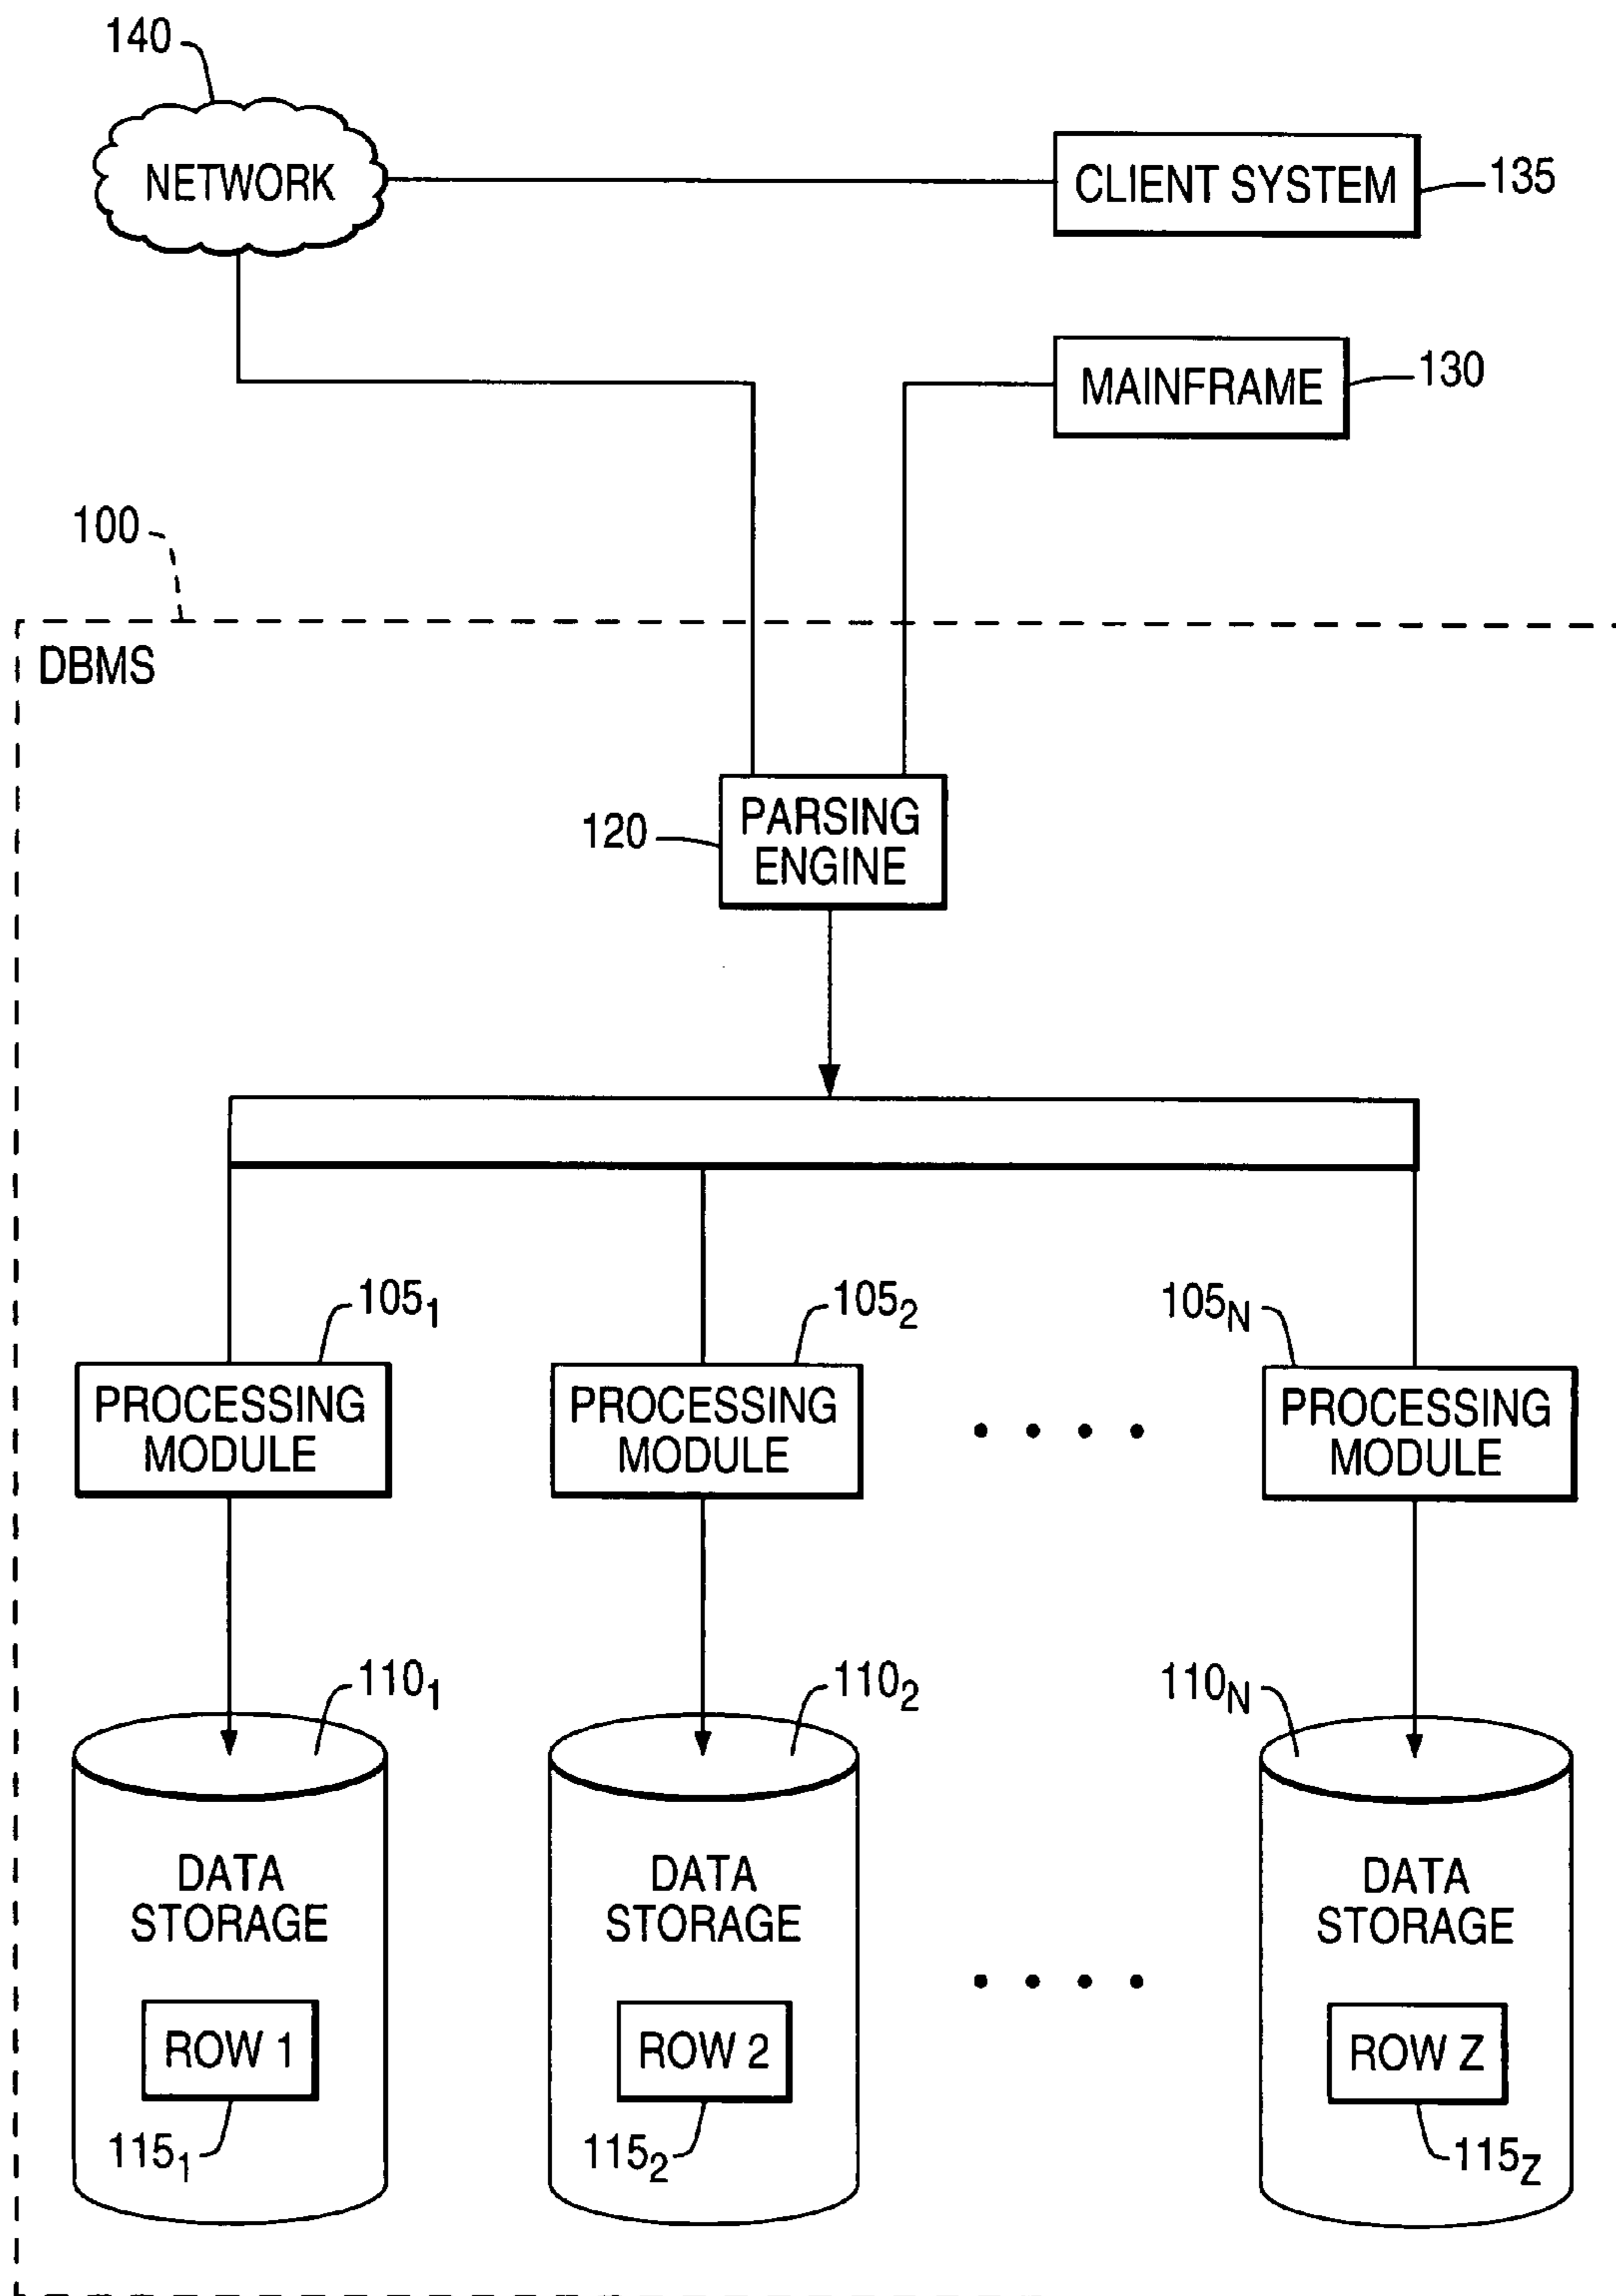 140
NETWORK
CLIENT SYSTEM
135
MAINFRAME
130
100
DBMS
120
PARSING
ENGINE
105₁
105₂
105N
PROCESSING
MODULE
PROCESSING
MODULE
PROCESSING
MODULE
110₁
110₂
110N
DATA
STORAGE
DATA
STORAGE
DATA
STORAGE
ROW 1
ROW 2
ROW Z
115₁
115₂
115Z